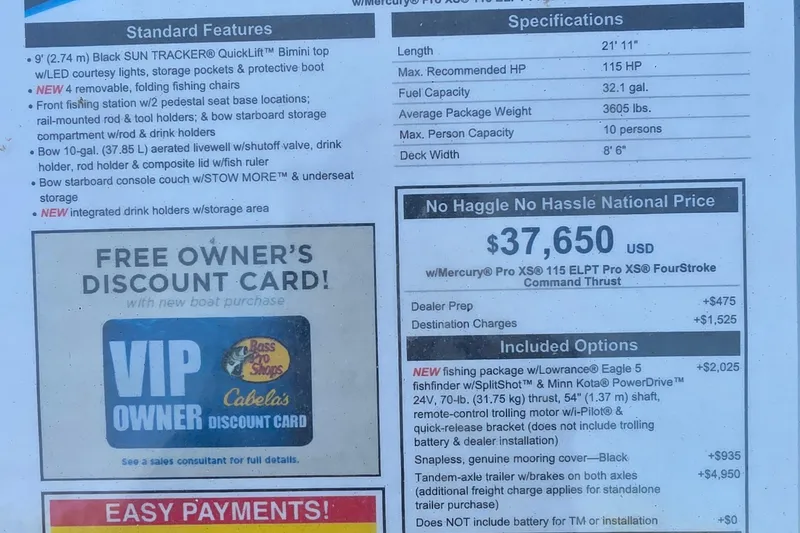 w/Mercury® Pro XS® 115 ELPT
Standard Features
• 9' (2.74 m) Black SUN TRACKER® QuickLift™ Bimini top
w/LED courtesy lights, storage pockets & protective boot
• NEW 4 removable, folding fishing chairs
• Front fishing station w/2 pedestal seat base locations;
rail-mounted rod & tool holders; & bow starboard storage
compartment w/rod & drink holders
• Bow 10-gal. (37.85 L) aerated livewell w/shutoff valve, drink
holder, rod holder & composite lid w/fish ruler
• Bow starboard console couch w/STOW MORE™ & underseat
storage
• NEW integrated drink holders w/storage area
FREE OWNER'S
DISCOUNT CARD!
with new boat purchase
VIP
OWNER DISCOUNT CARD
Bass
Pro
Shops
Cabela's
See a sales consultant for full details.
EASY PAYMENTS!
Specifications
Length 21' 11"
Max. Recommended HP 115 HP
Fuel Capacity 32.1 gal.
Average Package Weight 3605 lbs.
Max. Person Capacity 10 persons
Deck Width 8' 6"
No Haggle No Hassle National Price
$37,650 USD
w/Mercury® Pro XS® 115 ELPT Pro XS® FourStroke
Command Thrust
Dealer Prep +$475
Destination Charges +$1,525
Included Options
NEW fishing package w/Lowrance® Eagle 5 +$2,025
fishfinder w/SplitShot™ & Minn Kota® PowerDrive™
24V, 70-lb. (31.75 kg) thrust, 54" (1.37 m) shaft,
remote-control trolling motor w/i-Pilot® &
quick-release bracket (does not include trolling
battery & dealer installation)
Snapless, genuine mooring cover—Black +$935
Tandem-axle trailer w/brakes on both axles +$4,950
(additional freight charge applies for standalone
trailer purchase)
Does NOT include battery for TM or installation +$0